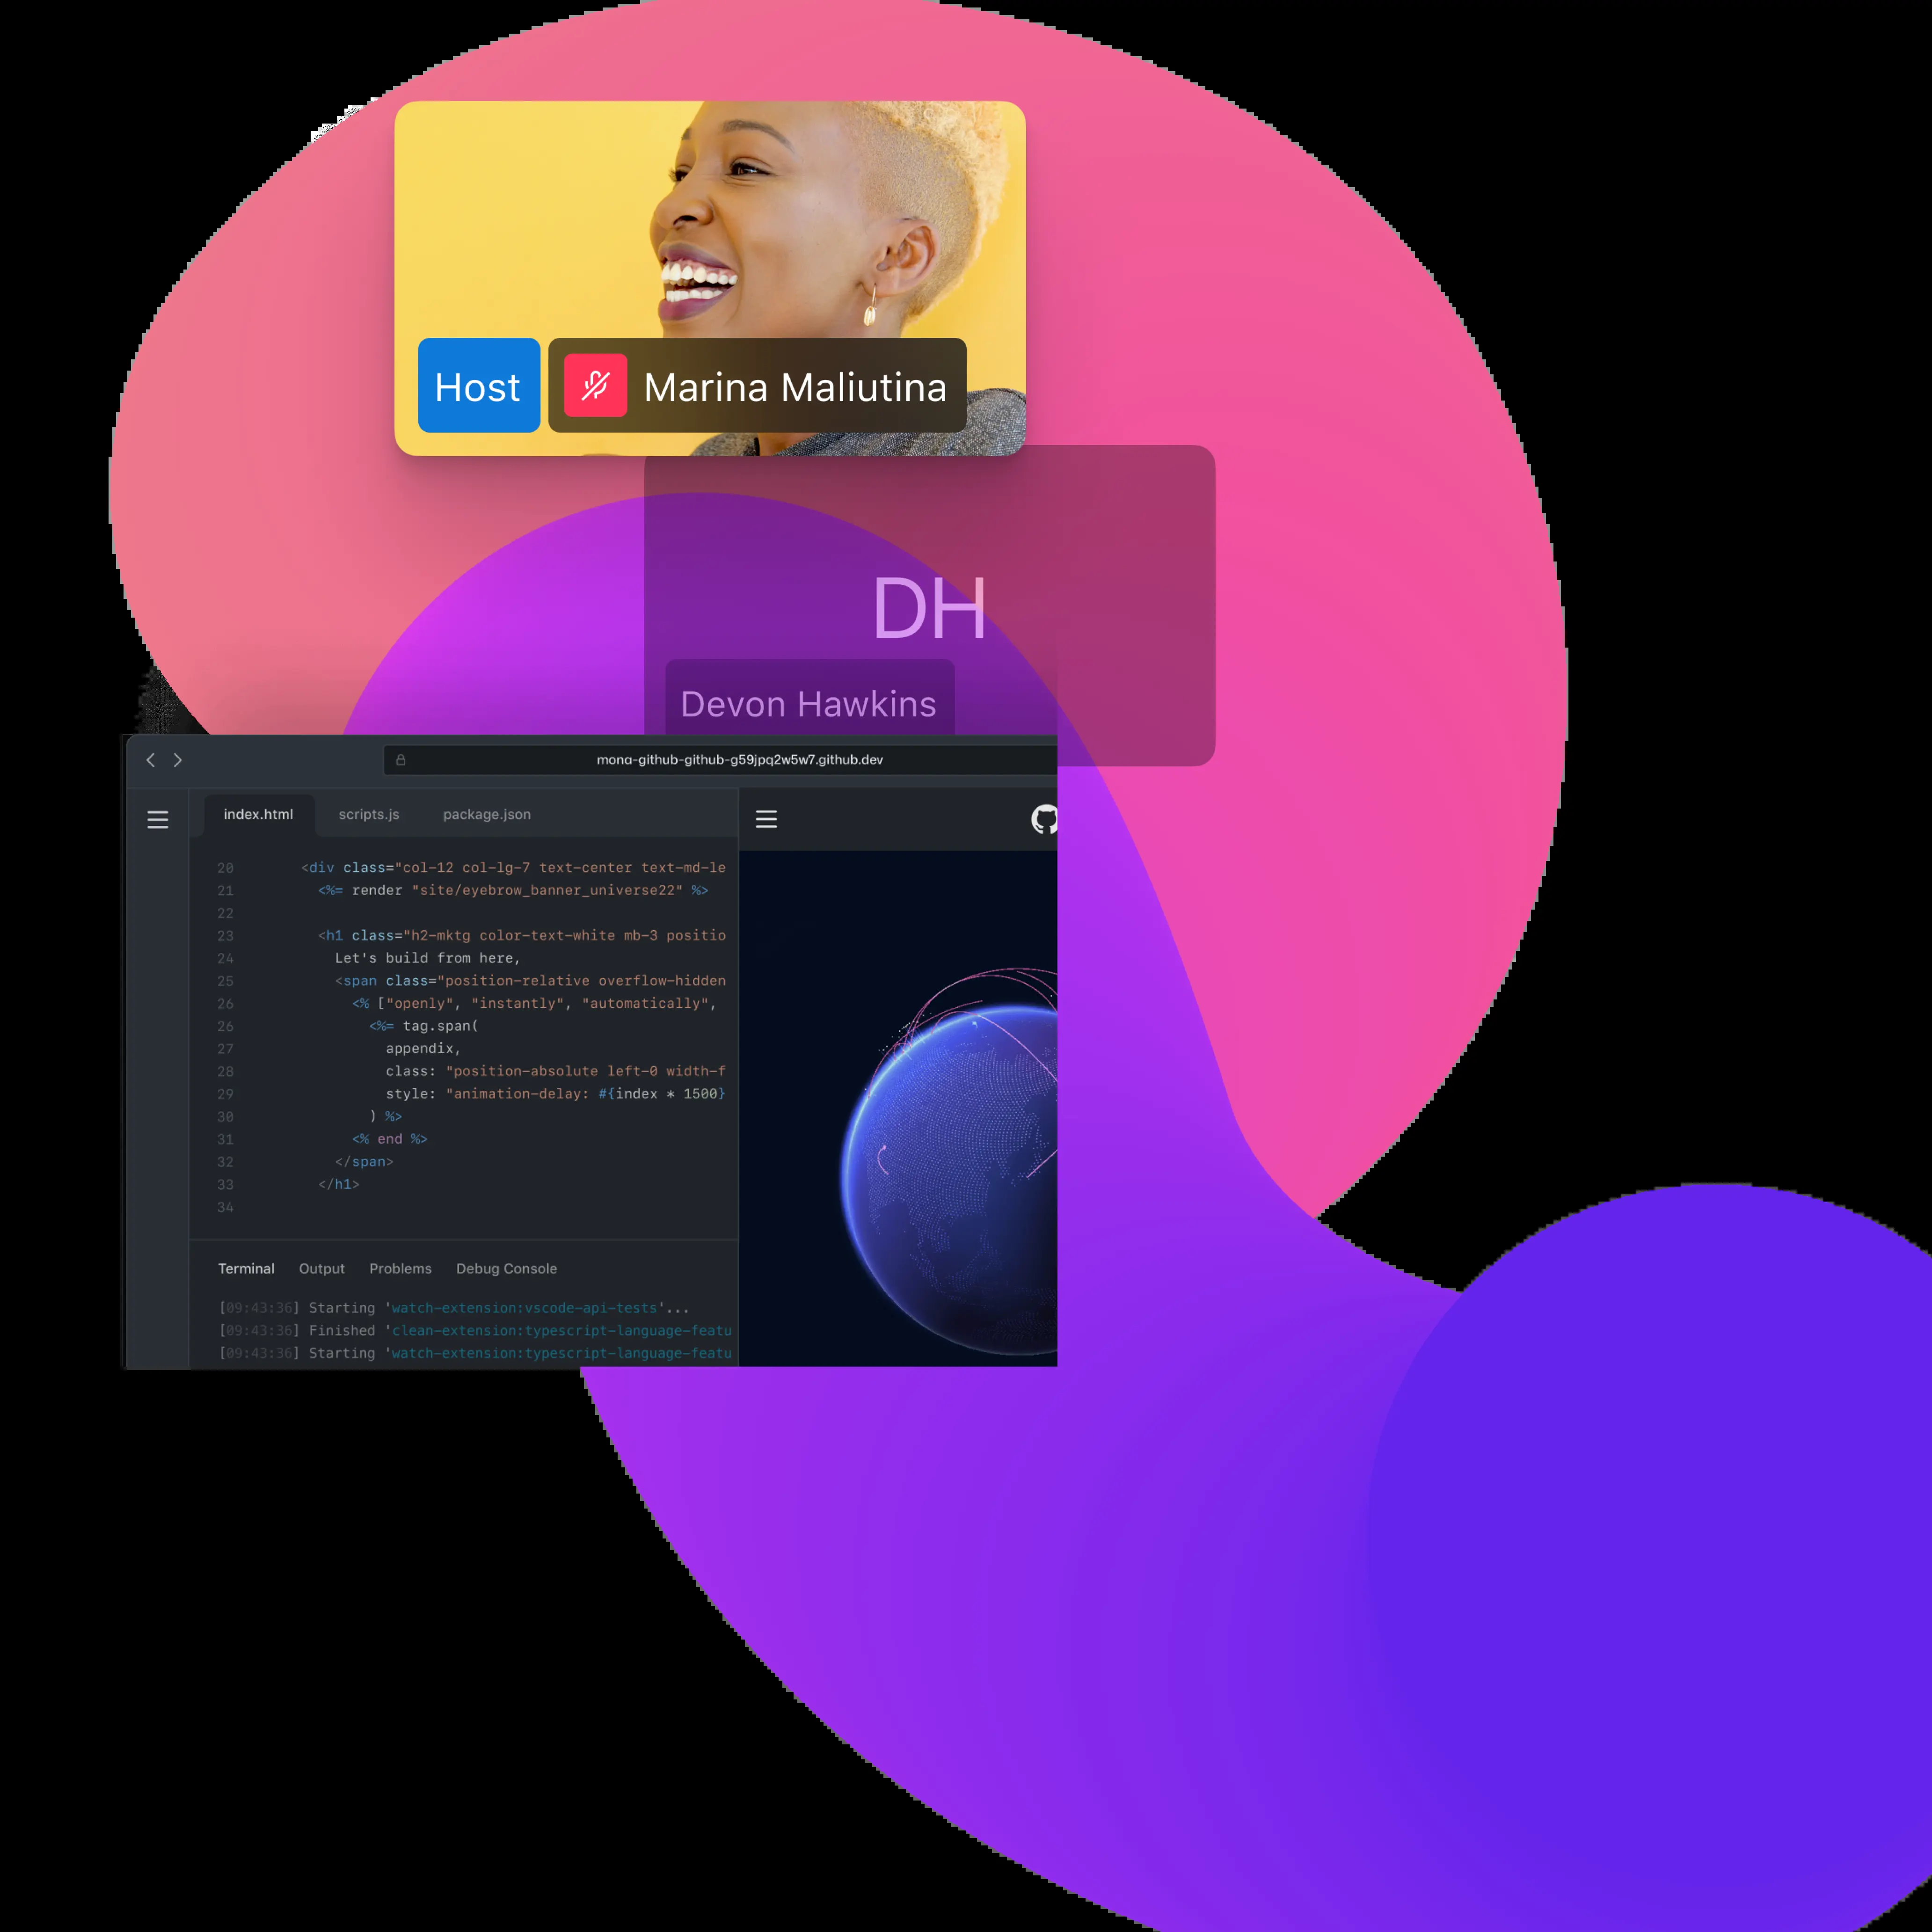 Host
Marina Maliutina
DH
Devon Hawkins
mona-github-github-g59jpq2w5w7.github.dev
index.html scripts.js package.json
20 <div class="col-12 col-lg-7 text-center text-md-le
21 <%= render "site/eyebrow_banner_universe22" %>
22
23 <h1 class="h2-mktg color-text-white mb-3 positio
24 Let's build from here,
25 <span class="position-relative overflow-hidden
26 <% ["openly", "instantly", "automatically",
26 <%= tag.span(
27 appendix,
28 class: "position-absolute left-0 width-f
29 style: "animation-delay: #{index * 1500}
30 ) %>
31 <% end %>
32 </span>
33 </h1>
34
Terminal Output Problems Debug Console
[09:43:36] Starting 'watch-extension:vscode-api-tests'...
[09:43:36] Finished 'clean-extension:typescript-language-featu
[09:43:36] Starting 'watch-extension:typescript-language-featu